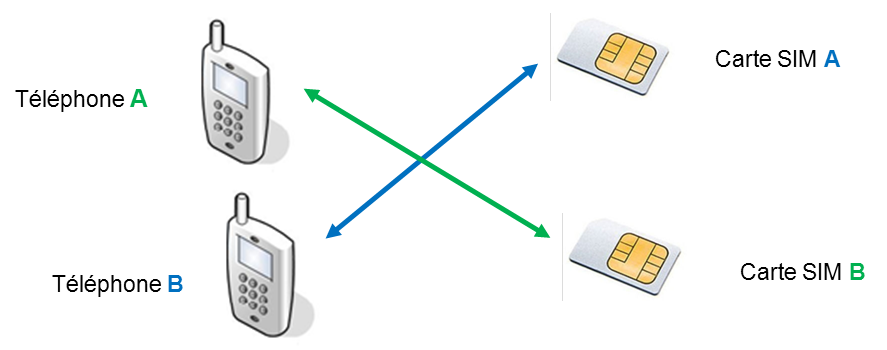 Téléphone A
Carte SIM A
Téléphone B
Carte SIM B